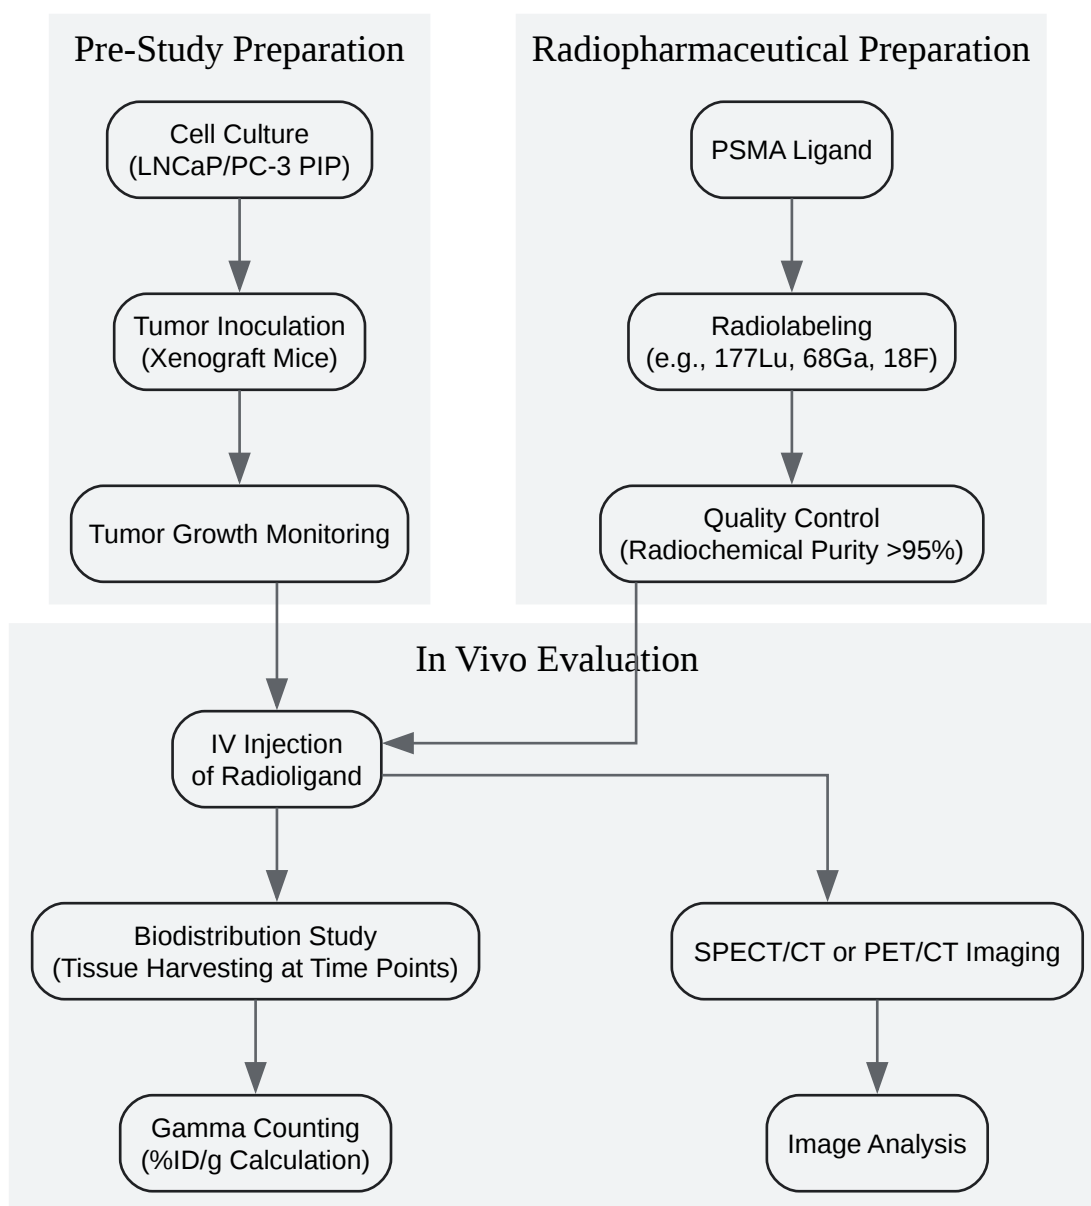 Pre-Study Preparation
Cell Culture
(LNCaP/PC-3 PIP)
Tumor Inoculation
(Xenograft Mice)
Tumor Growth Monitoring
Radiopharmaceutical Preparation
PSMA Ligand
Radiolabeling
(e.g., 177Lu, 68Ga, 18F)
Quality Control
(Radiochemical Purity >95%)
In Vivo Evaluation
IV Injection
of Radioligand
Biodistribution Study
(Tissue Harvesting at Time Points)
Gamma Counting
(%ID/g Calculation)
SPECT/CT or PET/CT Imaging
Image Analysis